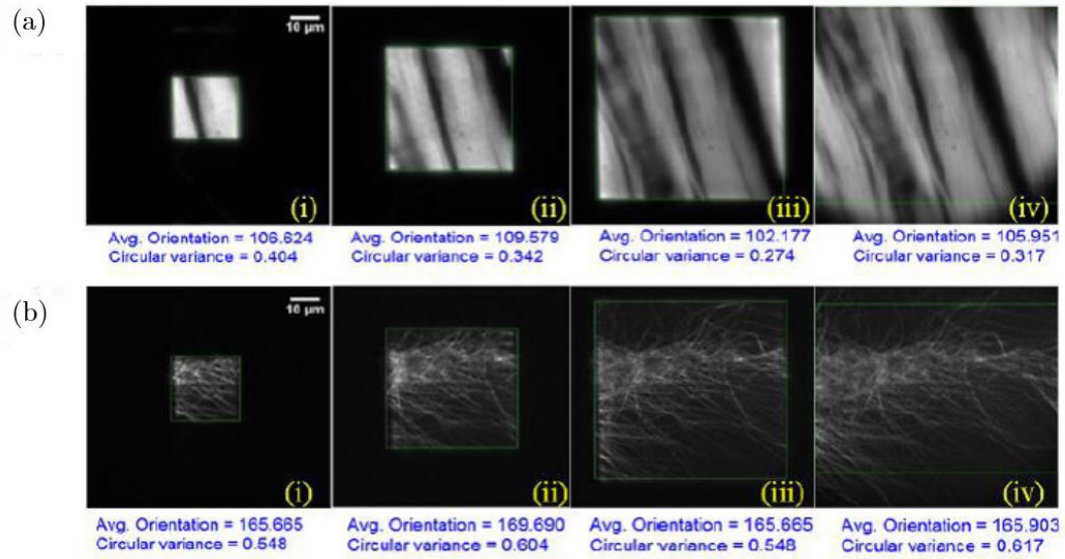 (a)
16 µm
(i)
(ii)
(iii)
(iv)
Avg. Orientation = 106.624
Circular variance = 0.404
Avg. Orientation = 109.579
Circular variance = 0.342
Avg. Orientation = 102.177
Circular variance = 0.274
Avg. Orientation = 105.951
Circular variance = 0.317
(b)
16 µm
(i)
(ii)
(iii)
(iv)
Avg. Orientation = 165.665
Circular variance = 0.548
Avg. Orientation = 169.690
Circular variance = 0.604
Avg. Orientation = 165.665
Circular variance = 0.548
Avg. Orientation = 165.903
Circular variance = 0.617